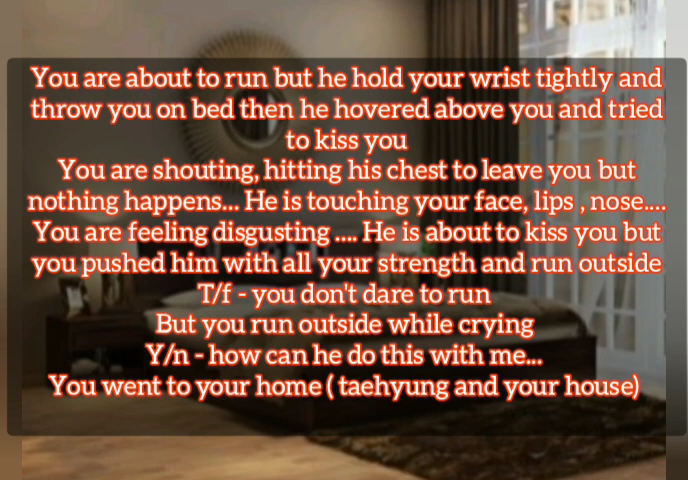 You are about to run but he hold your wrist tightly and
throw you on bed then he hovered above you and tried
to kiss you
You are shouting, hitting his chest to leave you but
nothing happens... He is touching your face, lips , nose....
You are feeling disgusting .... He is about to kiss you but
you pushed him with all your strength and run outside
T/f - you don't dare to run
But you run outside while crying
Y/n - how can he do this with me...
You went to your home ( taehyung and your house)